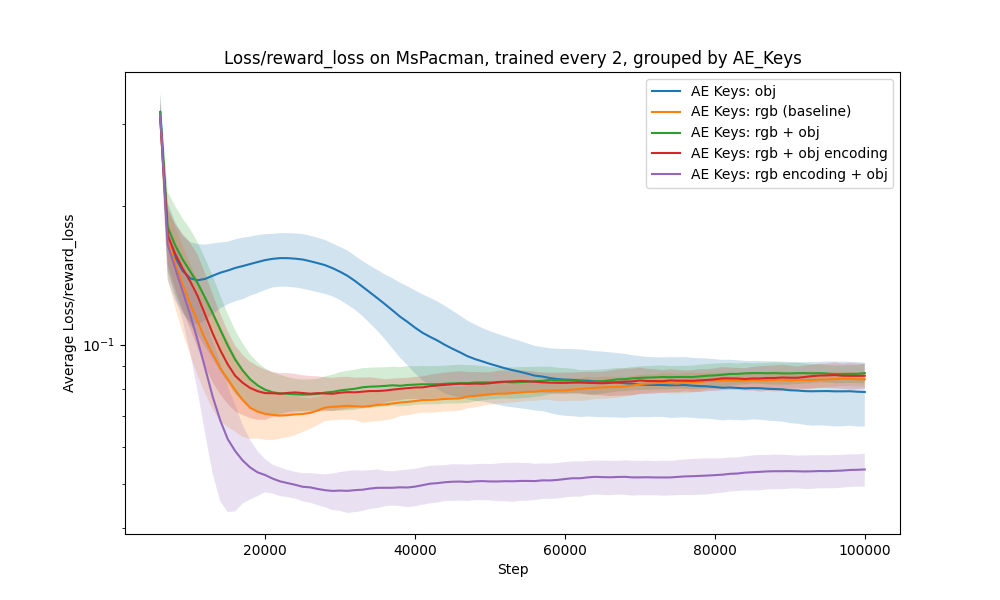 Loss/reward_loss on MsPacman, trained every 2, grouped by AE_Keys
AE Keys: obj
AE Keys: rgb (baseline)
AE Keys: rgb + obj
AE Keys: rgb + obj encoding
AE Keys: rgb encoding + obj
Average Loss/reward_loss
10⁻¹
20000 40000 60000 80000 100000
Step